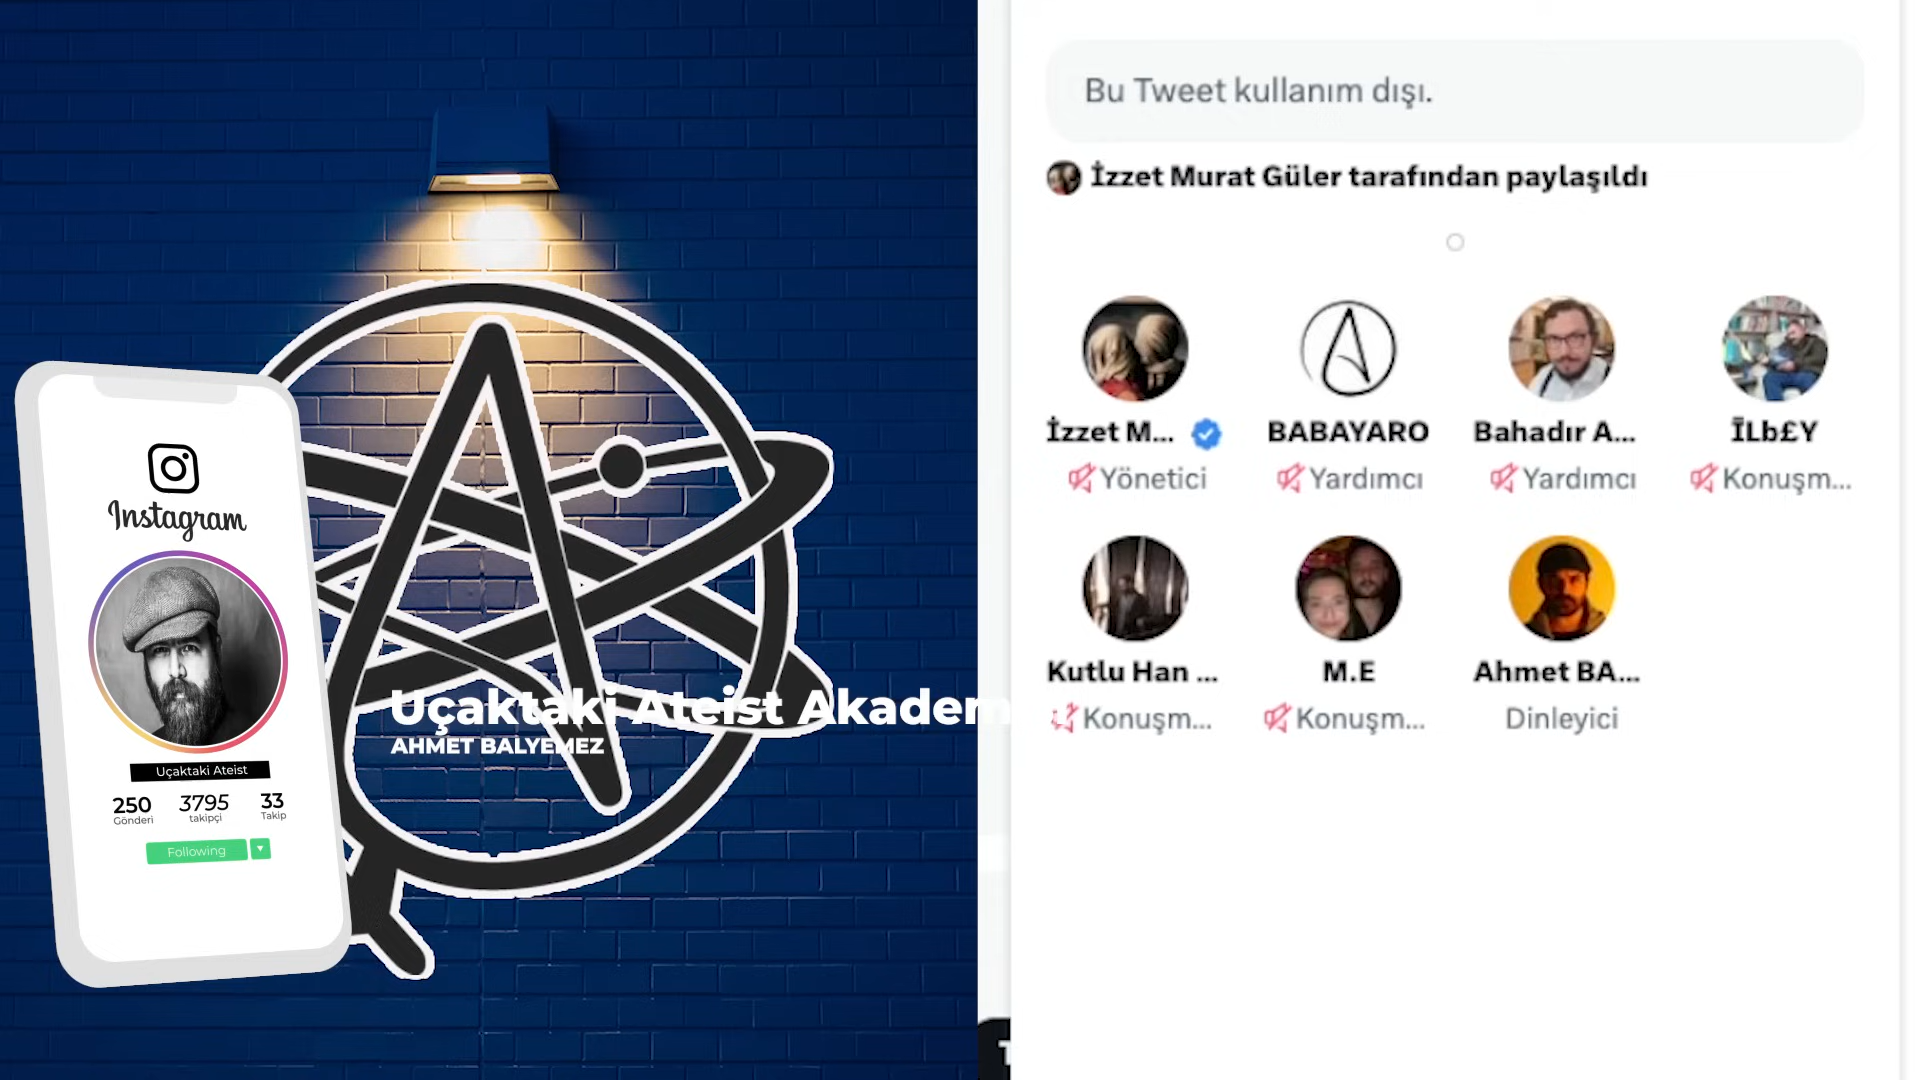 Instagram
Uçaktaki Ateist
250 3795 33
Gönderi takipçi Takip
Following
Uçaktaki Ateist Akadem
AHMET BALYEMEZ
Bu Tweet kullanım dışı.
İzzet Murat Güler tarafından paylaşıldı
İzzet M... BABAYARO Bahadır A... ĪLb£Y
Yönetici Yardımcı Yardımcı Konuşm...
Kutlu Han ... M.E Ahmet BA...
Konuşm... Konuşm... Dinleyici